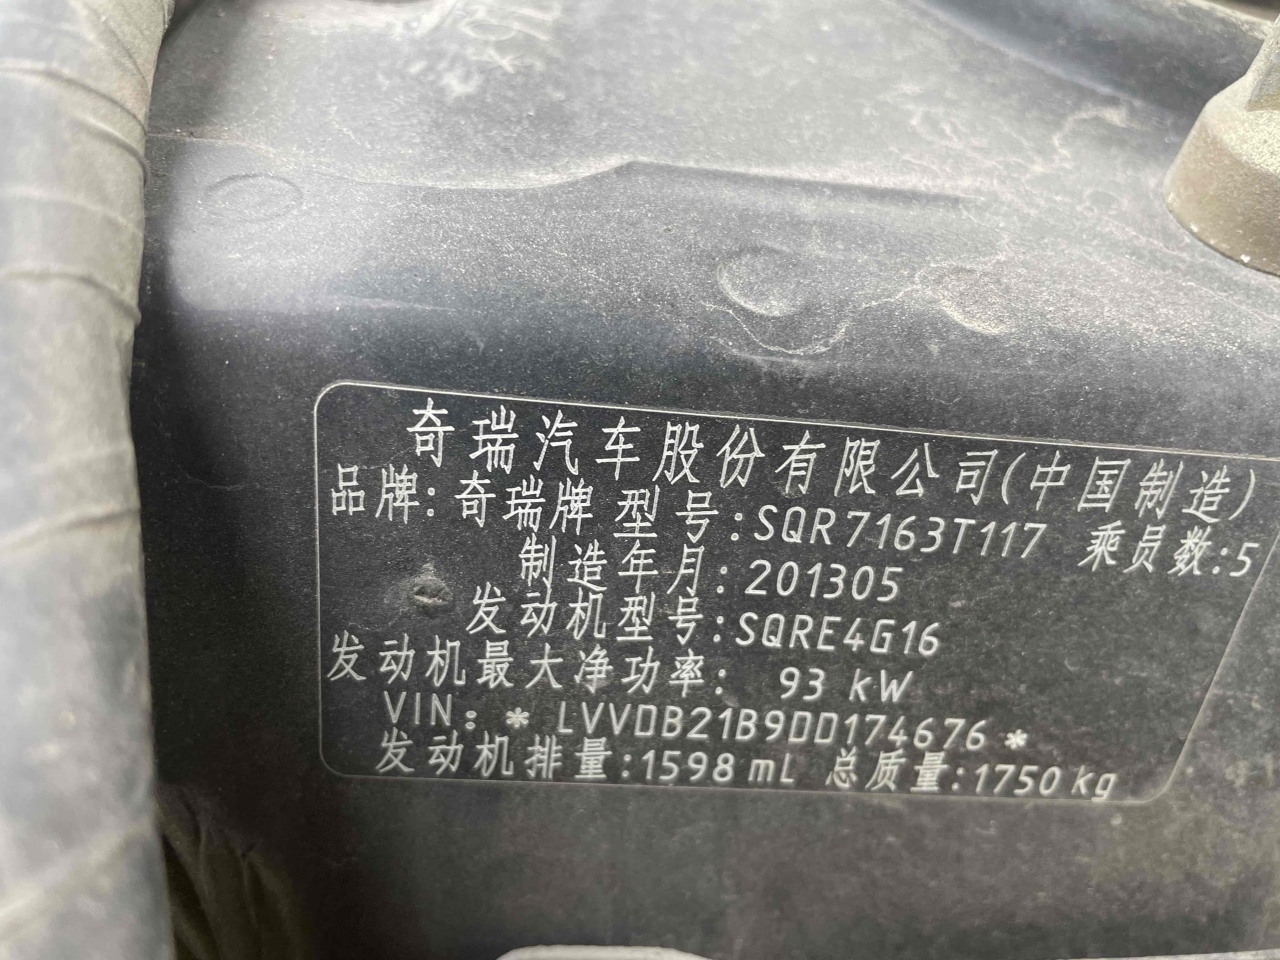 奇瑞汽车股份有限公司(中国制造)
品牌:奇瑞牌 型号:SQR7163T117 乘员数:5
制造年月:201305
发动机型号:SQRE4G16
发动机最大净功率: 93 kW
VIN:* LVVDB21B9DD174676 *
发动机排量:1598 mL 总质量:1750 kg